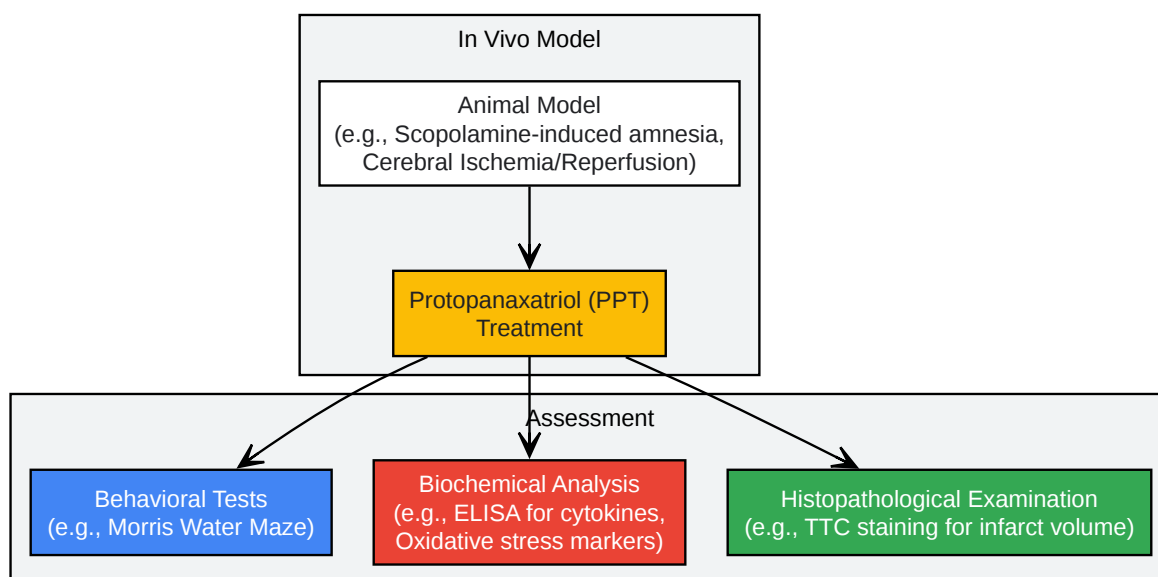 In Vivo Model
Animal Model
(e.g., Scopolamine-induced amnesia,
Cerebral Ischemia/Reperfusion)
Protopanaxatriol (PPT)
Treatment
Assessment
Behavioral Tests
(e.g., Morris Water Maze)
Biochemical Analysis
(e.g., ELISA for cytokines,
Oxidative stress markers)
Histopathological Examination
(e.g., TTC staining for infarct volume)